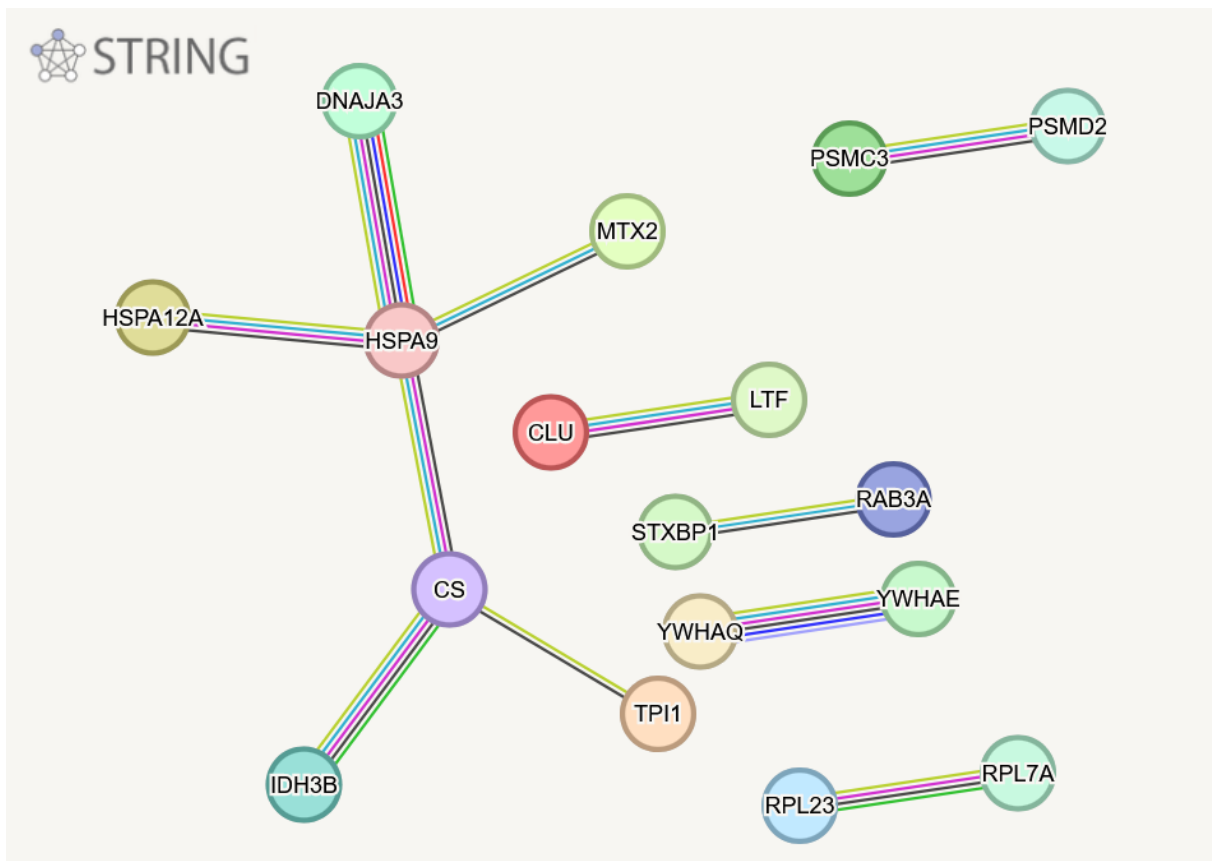 STRING
DNAJA3
PSMD2
PSMC3
MTX2
HSPA12A
HSPA9
LTF
CLU
RAB3A
STXBP1
CS
YWHAE
YWHAQ
TPI1
IDH3B
RPL7A
RPL23